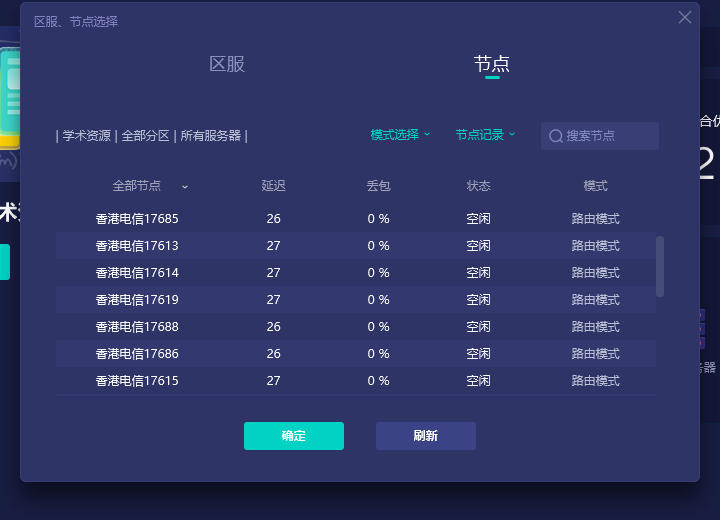 区服、节点选择
区服 节点
| 学术资源 | 全部分区 | 所有服务器 | 模式选择 节点记录 搜索节点
全部节点 延迟 丢包 状态 模式
香港电信17685 26 0 % 空闲 路由模式
香港电信17613 27 0 % 空闲 路由模式
香港电信17614 27 0 % 空闲 路由模式
香港电信17619 27 0 % 空闲 路由模式
香港电信17688 26 0 % 空闲 路由模式
香港电信17686 26 0 % 空闲 路由模式
香港电信17615 27 0 % 空闲 路由模式
确定 刷新